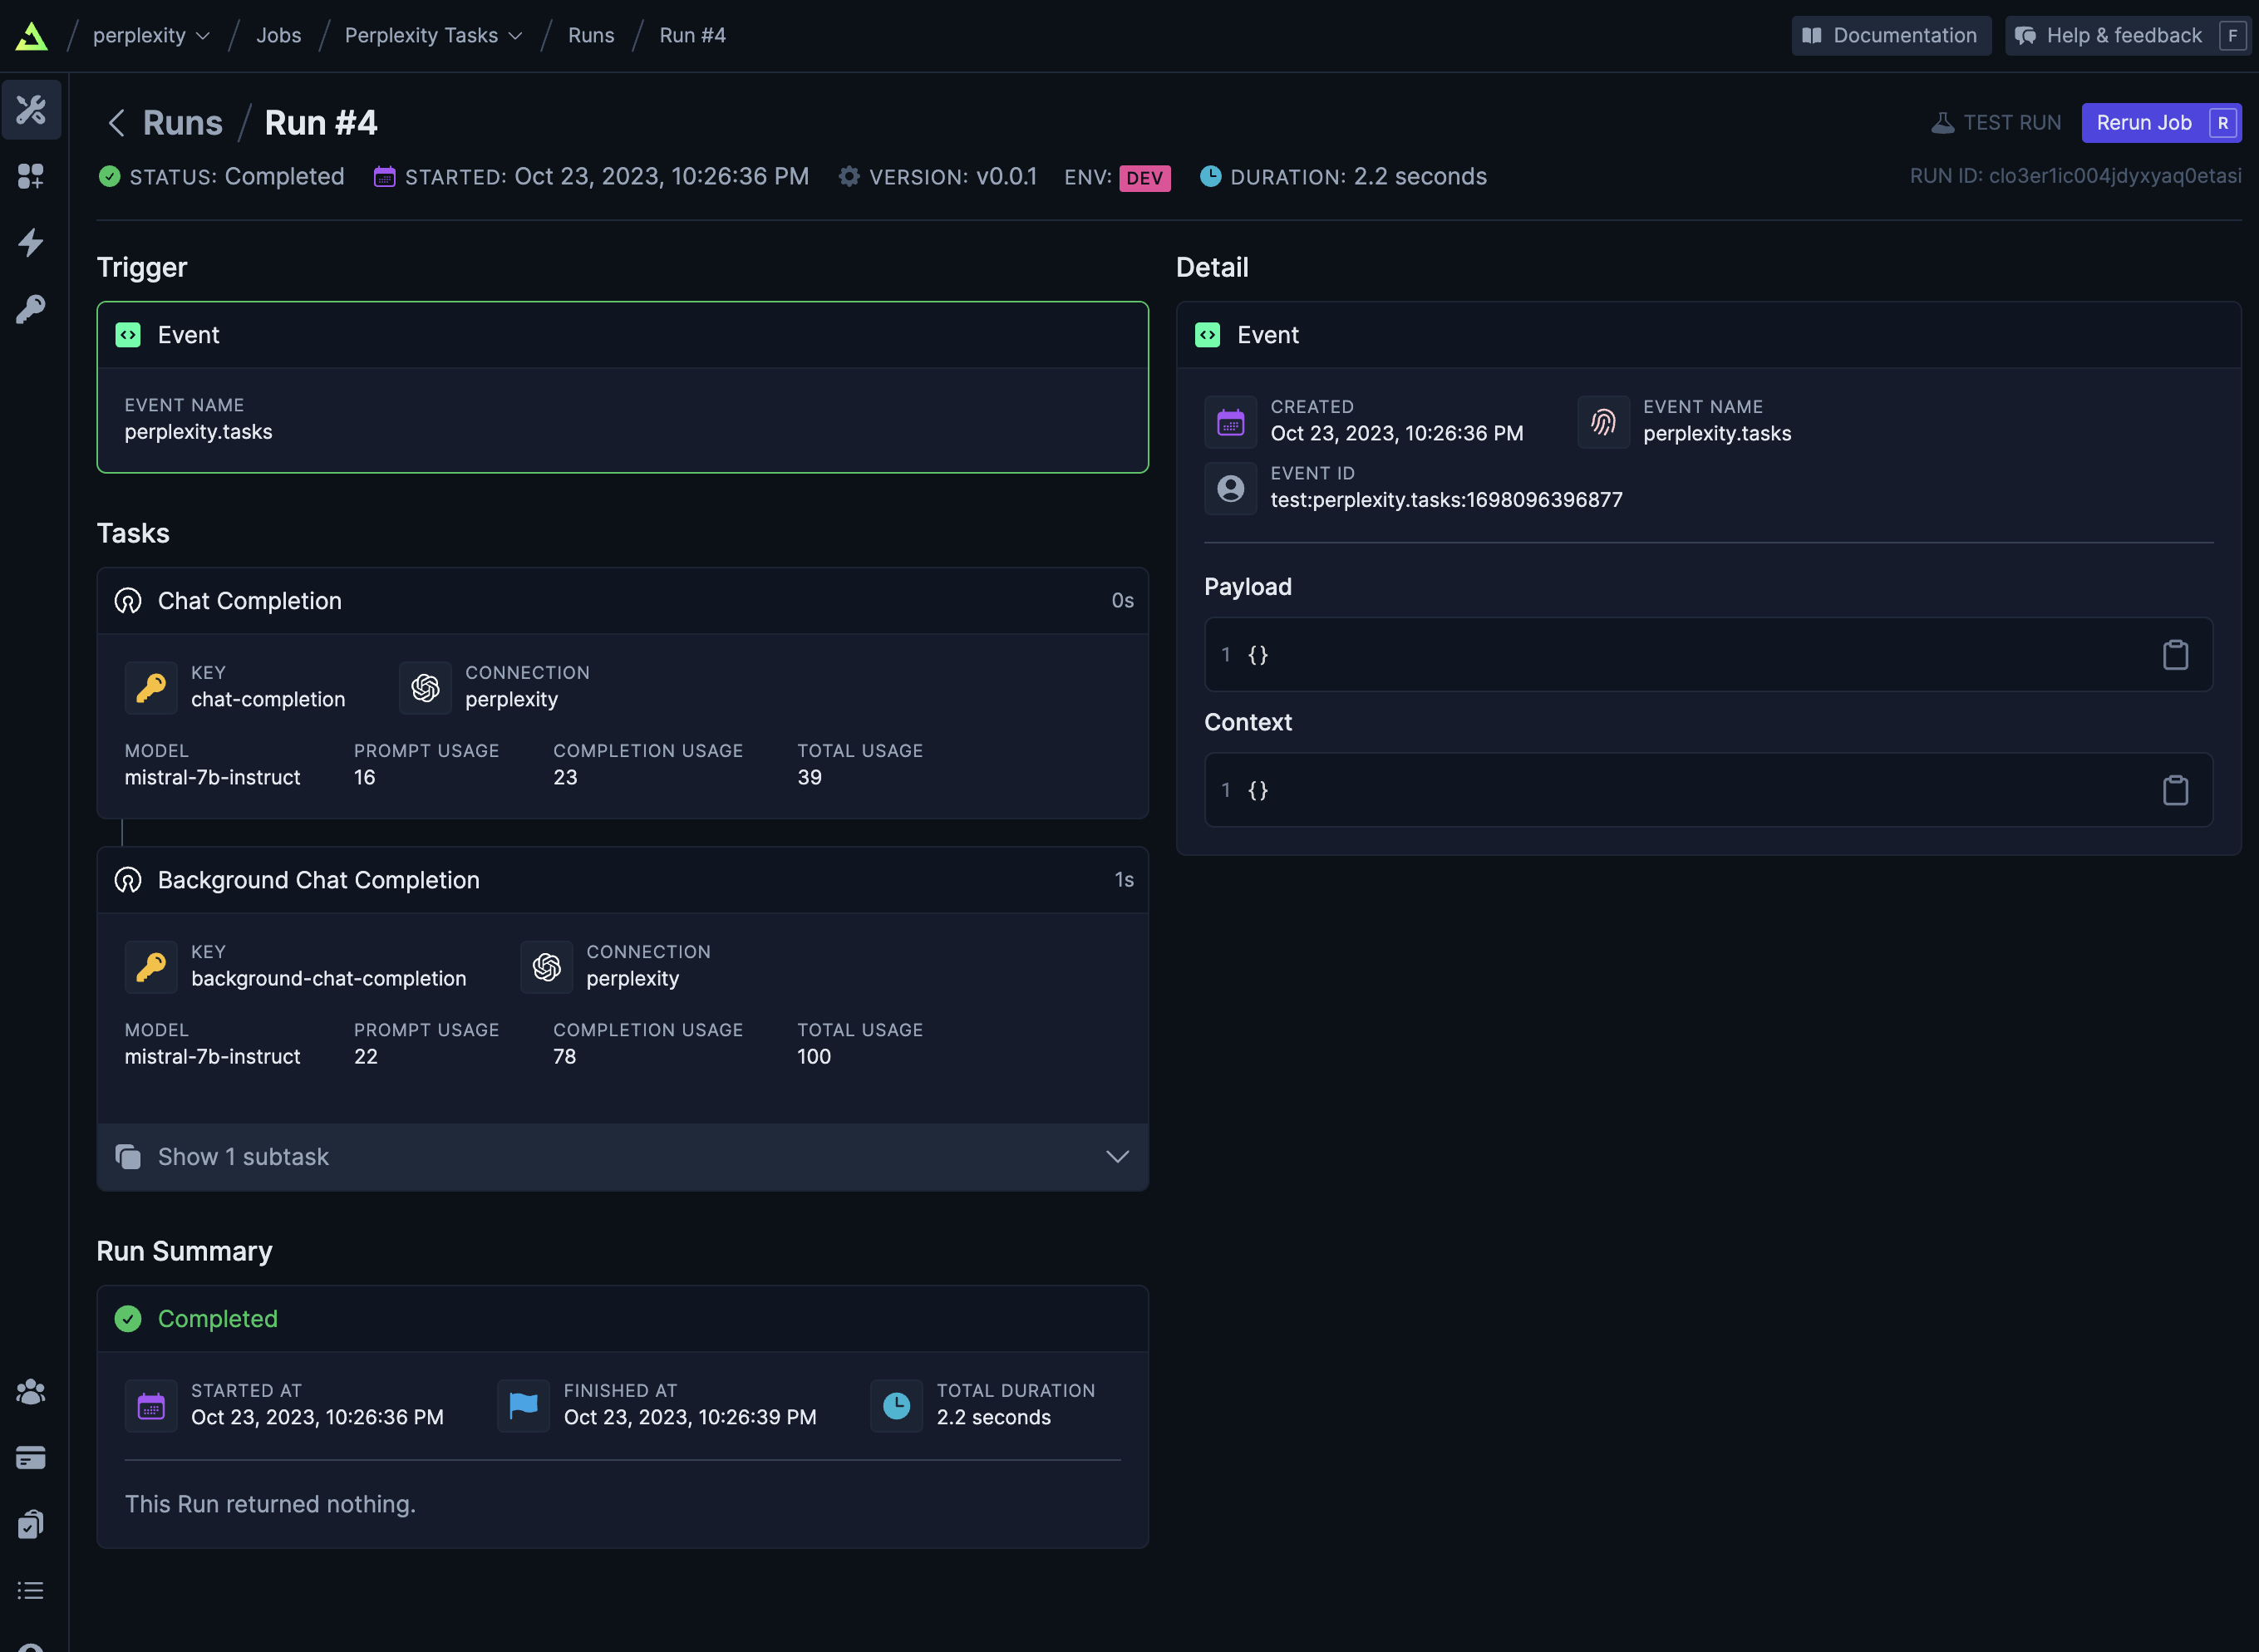 perplexity / Jobs / Perplexity Tasks / Runs / Run #4
Documentation
Help & feedback F
Runs / Run #4
TEST RUN
Rerun Job R
STATUS: Completed STARTED: Oct 23, 2023, 10:26:36 PM VERSION: v0.0.1 ENV: DEV DURATION: 2.2 seconds
RUN ID: clo3er1ic004jdyxyaq0etasi
Trigger
Event
EVENT NAME
perplexity.tasks
Tasks
Chat Completion 0s
KEY CONNECTION
chat-completion perplexity
MODEL PROMPT USAGE COMPLETION USAGE TOTAL USAGE
mistral-7b-instruct 16 23 39
Background Chat Completion 1s
KEY CONNECTION
background-chat-completion perplexity
MODEL PROMPT USAGE COMPLETION USAGE TOTAL USAGE
mistral-7b-instruct 22 78 100
Show 1 subtask
Run Summary
Completed
STARTED AT FINISHED AT TOTAL DURATION
Oct 23, 2023, 10:26:36 PM Oct 23, 2023, 10:26:39 PM 2.2 seconds
This Run returned nothing.
Detail
Event
CREATED EVENT NAME
Oct 23, 2023, 10:26:36 PM perplexity.tasks
EVENT ID
test:perplexity.tasks:1698096396877
Payload
1 {}
Context
1 {}